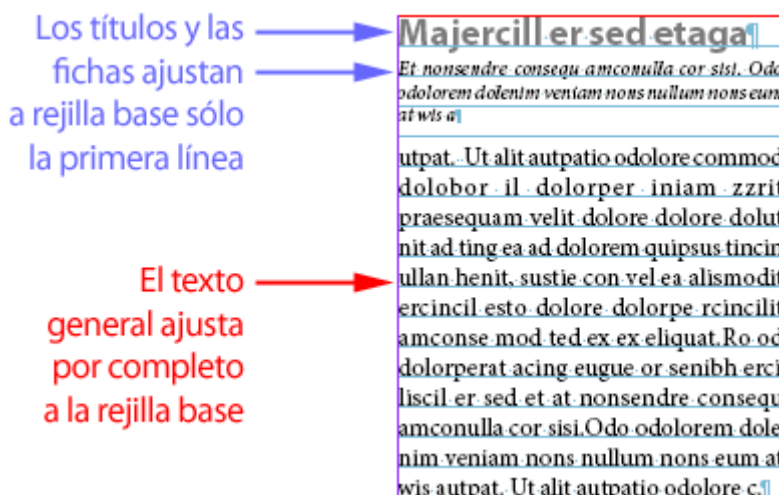 Los títulos y las
fichas ajustan
a rejilla base sólo
la primera línea
El texto
general ajusta
por completo
a la rejilla base
Majercill er sed etaga¶
Et nonsendre consequ amconulla cor sisi. Odo
odolorem dolenim veniam nons nullum nons eum
at wis a¶
utpat. Ut alit autpatio odolore commod
dolobor il dolorper iniam zzrit
praesequam velit dolore dolore dolut
nit ad ting ea ad dolorem quipsus tincin
ullan henit, sustie con vel ea alismodit
ercincil esto dolore dolorpe rcincilit
amconse mod ted ex ex eliquat.Ro od
dolorperat acing eugue or senibh erci
liscil er sed et at nonsendre consequ
amconulla cor sisi.Odo odolorem dole
nim veniam nons nullum nons eum at
wis autpat. Ut alit autpatio odolore c¶